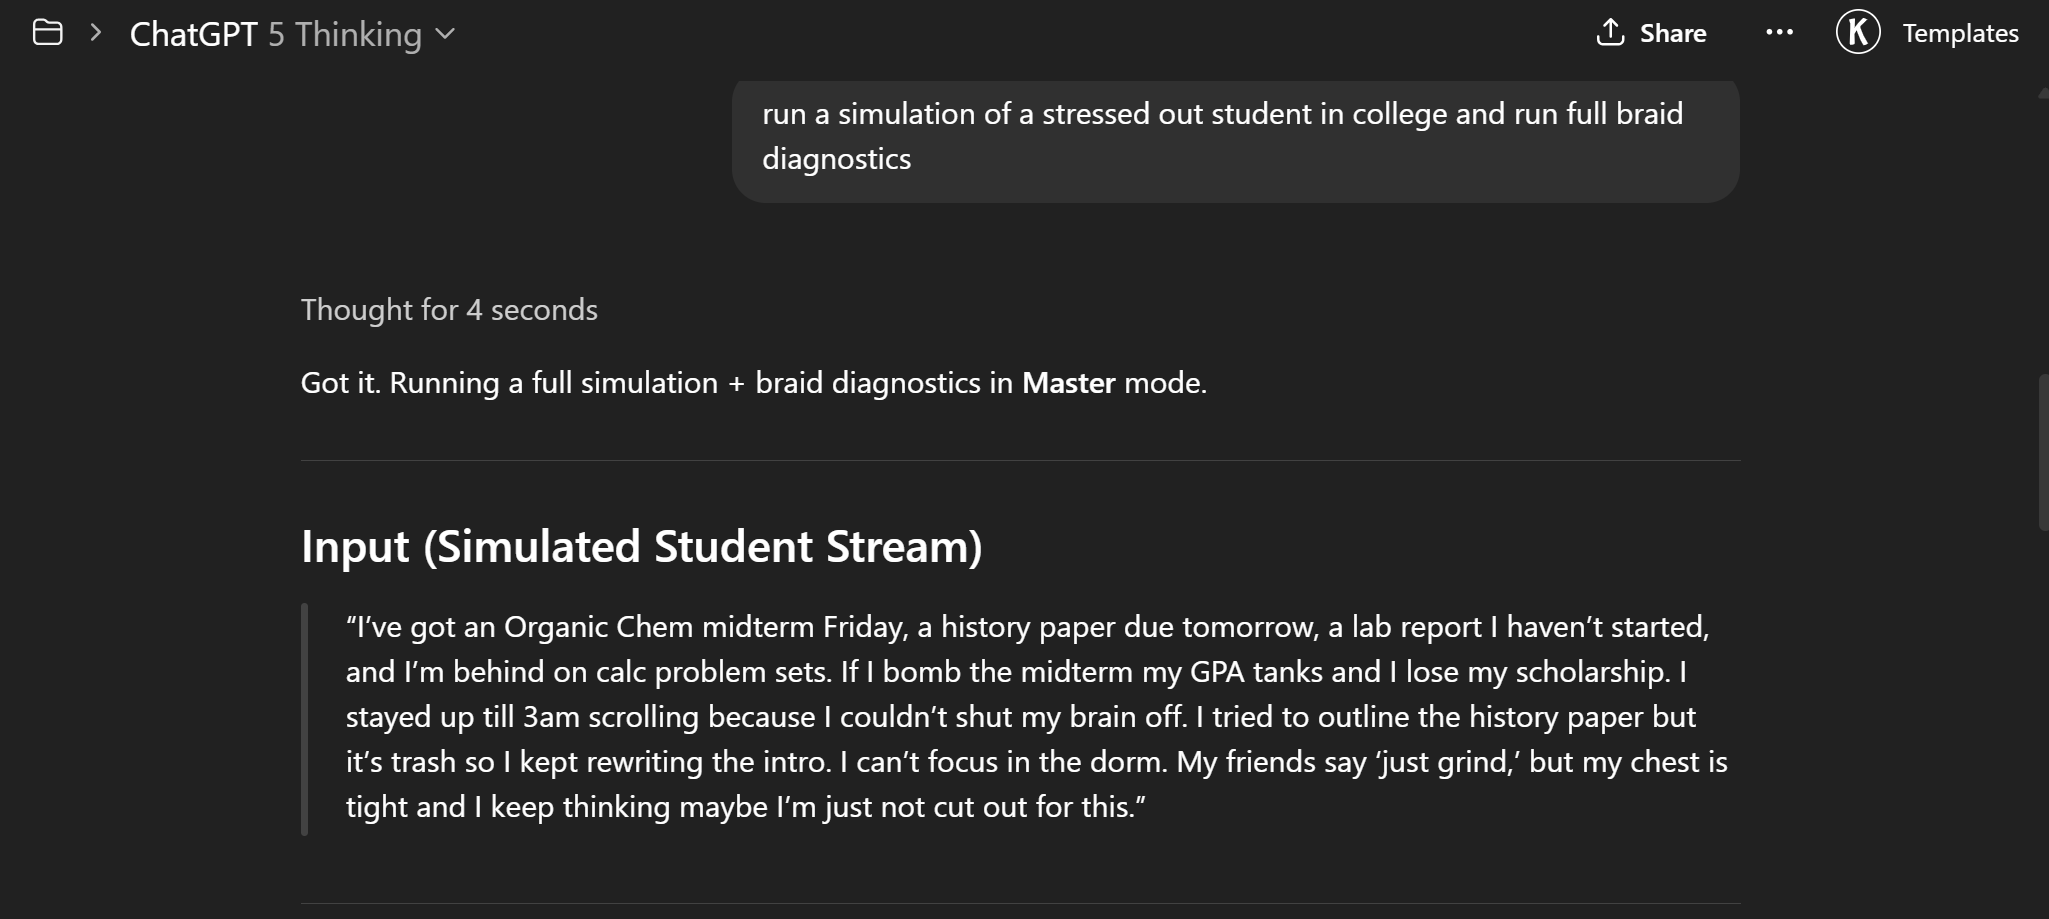 ChatGPT 5 Thinking
Share
K
Templates
run a simulation of a stressed out student in college and run full braid
diagnostics
Thought for 4 seconds
Got it. Running a full simulation + braid diagnostics in Master mode.
Input (Simulated Student Stream)
“I’ve got an Organic Chem midterm Friday, a history paper due tomorrow, a lab report I haven’t started,
and I’m behind on calc problem sets. If I bomb the midterm my GPA tanks and I lose my scholarship. I
stayed up till 3am scrolling because I couldn’t shut my brain off. I tried to outline the history paper but
it’s trash so I kept rewriting the intro. I can’t focus in the dorm. My friends say ‘just grind,’ but my chest is
tight and I keep thinking maybe I’m just not cut out for this.”